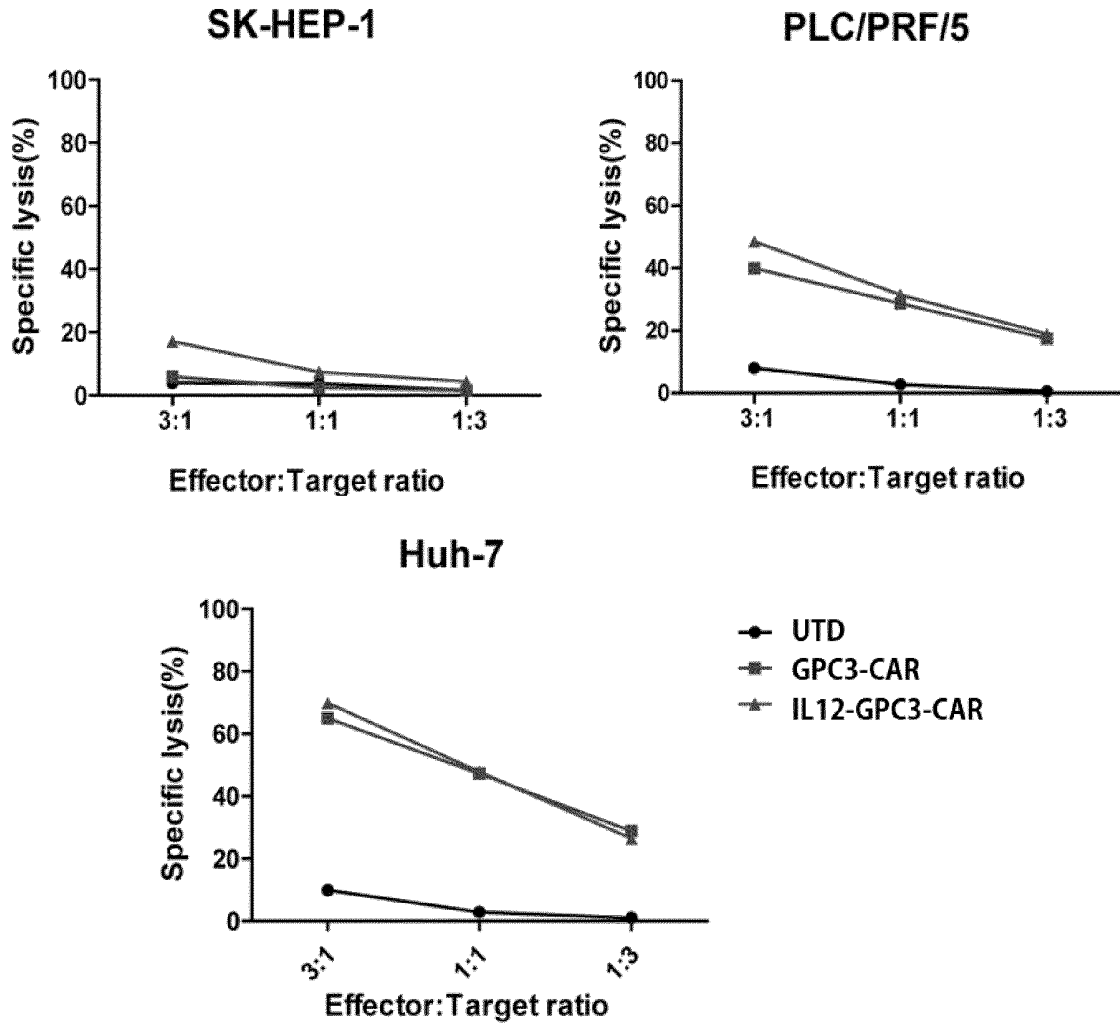 SK-HEP-1
100
80
60
40
20
0
Specific lysis(%)
3:1 1:1 1:3
Effector:Target ratio
PLC/PRF/5
100
80
60
40
20
0
Specific lysis(%)
3:1 1:1 1:3
Effector:Target ratio
Huh-7
100
80
60
40
20
0
Specific lysis(%)
3:1 1:1 1:3
Effector:Target ratio
UTD
GPC3-CAR
IL12-GPC3-CAR